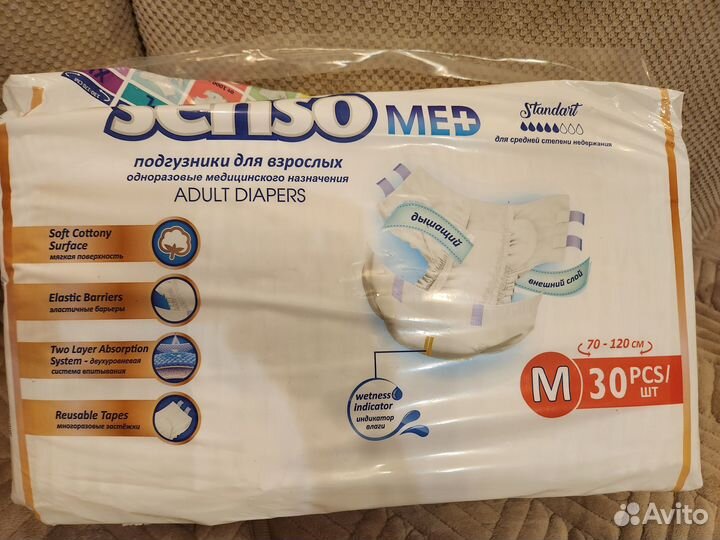 senso MED
Standart
для средней степени недержания
подгузники для взрослых
одноразовые медицинского назначения
ADULT DIAPERS
дышащий
внешний слой
Soft Cottony
Surface
мягкая поверхность
Elastic Barriers
эластичные барьеры
Two Layer Absorption
System - двухуровневая
система впитывания
Reusable Tapes
многоразовые застёжки
wetness
indicator
индикатор
влаги
70 - 120 см
M 30 PCS/
шт
Avito